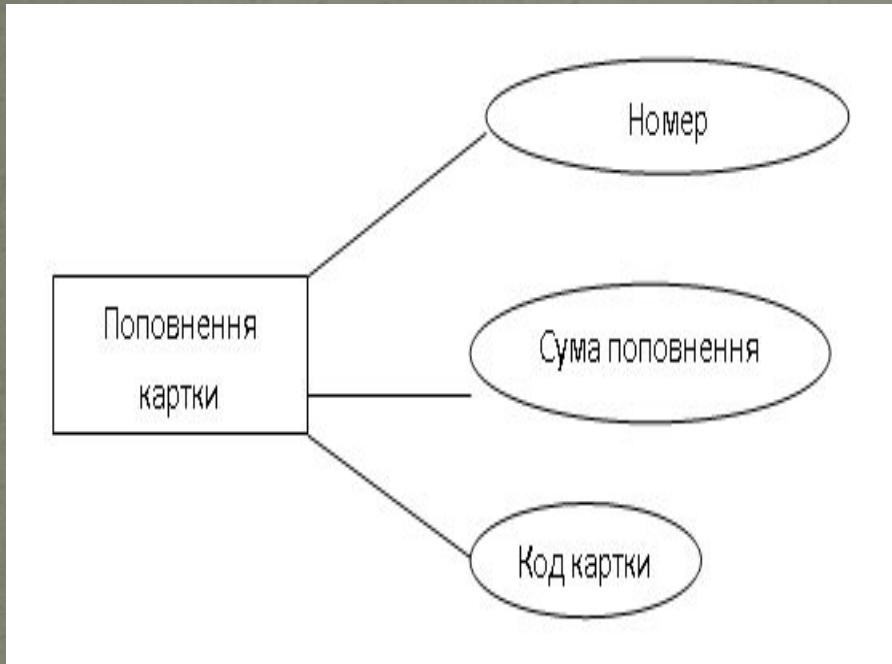 Номер
Поповнення
картки
Сума поповнення
Код картки